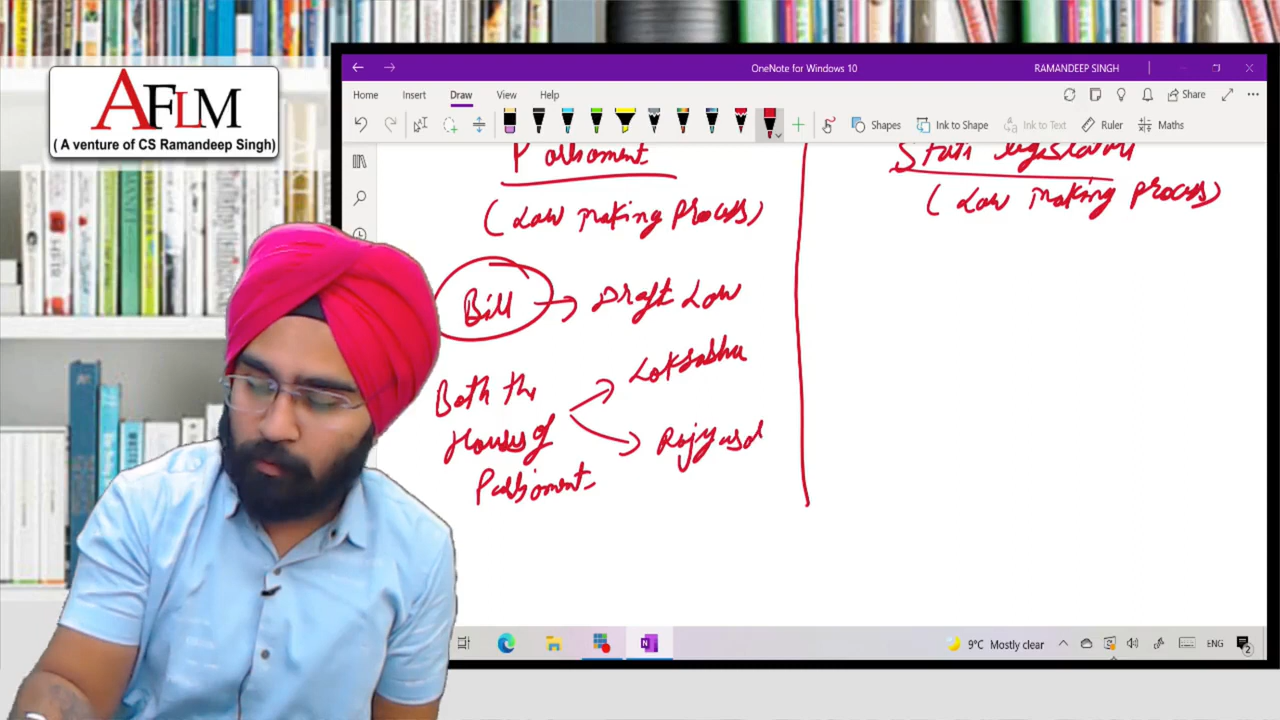 AFLM
( A venture of CS Ramandeep Singh)
OneNote for Windows 10
RAMANDEEP SINGH
Home Insert Draw View Help
Share
Shapes Ink to Shape Ink to Text Ruler Maths
Parliament
(Law Making Process)
Bill → Draft Law
Both the
Houses of
Parliament
Loksabha
Rajyasa
State legislature
(Law Making Process)
9°C Mostly clear
ENG
2